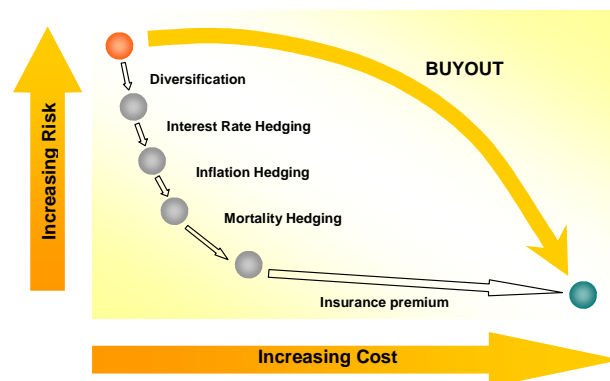 BUYOUT
Diversification
Interest Rate Hedging
Inflation Hedging
Mortality Hedging
Insurance premium
Increasing Risk
Increasing Cost